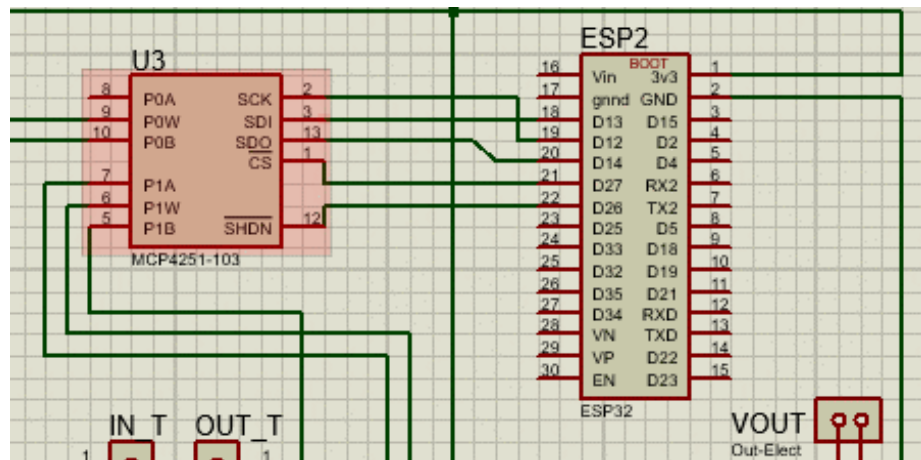 ESP2
U3
BOOT
16 Vin 3v3 1
17 gnnd GND 2
18 D13 D15 3
19 D12 D2 4
20 D14 D4 5
21 D27 RX2 6
22 D26 TX2 7
23 D25 D5 8
24 D33 D18 9
25 D32 D19 10
26 D35 D21 11
27 D34 RXD 12
28 VN TXD 13
29 VP D22 14
30 EN D23 15
ESP32
8 P0A SCK 2
9 P0W SDI 3
10 P0B SDO 13
CS 1
7 P1A
6 P1W
5 P1B SHDN 12
MCP4251-103
IN_T OUT_T
1 1
VOUT
Out-Elect